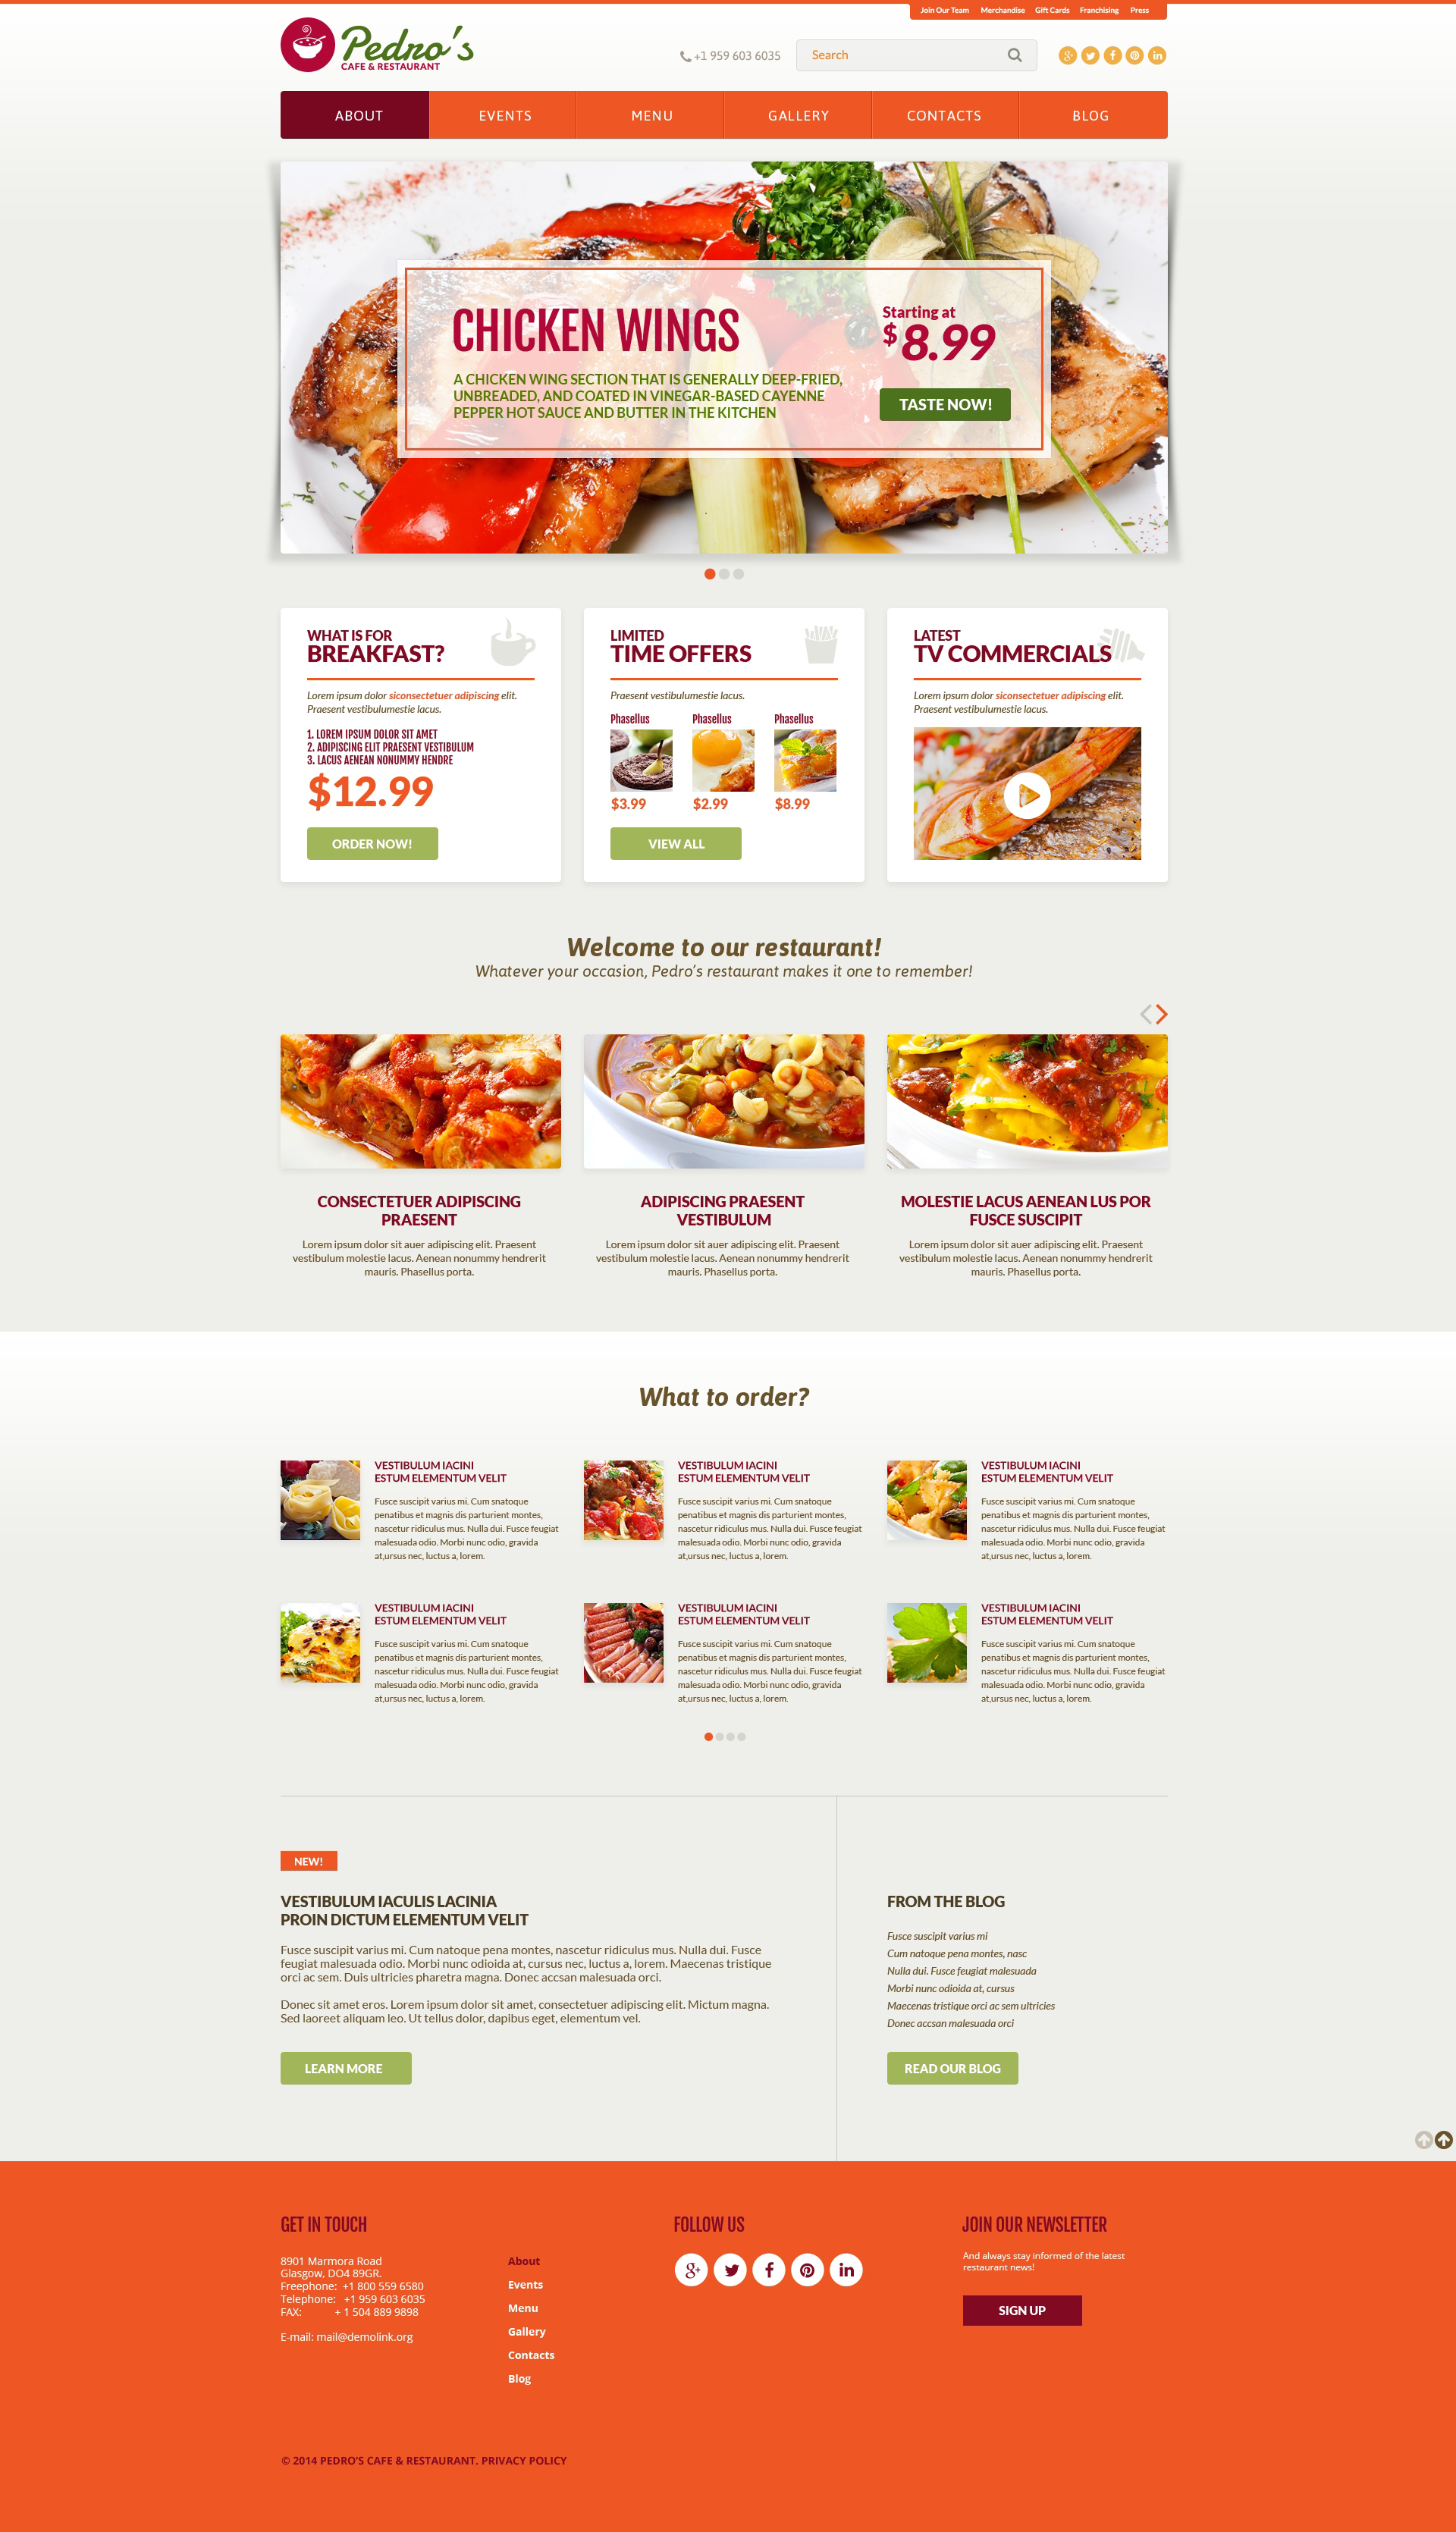 Join Our Team Merchandise Gift Cards Franchising Press
Pedro's
CAFE & RESTAURANT
+1 959 603 6035
Search
ABOUT EVENTS MENU GALLERY CONTACTS BLOG
CHICKEN WINGS
A CHICKEN WING SECTION THAT IS GENERALLY DEEP-FRIED,
UNBREADED, AND COATED IN VINEGAR-BASED CAYENNE
PEPPER HOT SAUCE AND BUTTER IN THE KITCHEN
Starting at
$8.99
TASTE NOW!
WHAT IS FOR
BREAKFAST?
Lorem ipsum dolor siconsectetuer adipiscing elit.
Praesent vestibulumestie lacus.
1. LOREM IPSUM DOLOR SIT AMET
2. ADIPISCING ELIT PRAESENT VESTIBULUM
3. LACUS AENEAN NONUMMY HENDRE
$12.99
ORDER NOW!
LIMITED
TIME OFFERS
Praesent vestibulumestie lacus.
Phasellus Phasellus Phasellus
$3.99 $2.99 $8.99
VIEW ALL
LATEST
TV COMMERCIALS
Lorem ipsum dolor siconsectetuer adipiscing elit.
Praesent vestibulumestie lacus.
Welcome to our restaurant!
Whatever your occasion, Pedro's restaurant makes it one to remember!
CONSECTETUER ADIPISCING
PRAESENT
Lorem ipsum dolor sit auer adipiscing elit. Praesent
vestibulum molestie lacus. Aenean nonummy hendrerit
mauris. Phasellus porta.
ADIPISCING PRAESENT
VESTIBULUM
Lorem ipsum dolor sit auer adipiscing elit. Praesent
vestibulum molestie lacus. Aenean nonummy hendrerit
mauris. Phasellus porta.
MOLESTIE LACUS AENEAN LUS POR
FUSCE SUSCIPIT
Lorem ipsum dolor sit auer adipiscing elit. Praesent
vestibulum molestie lacus. Aenean nonummy hendrerit
mauris. Phasellus porta.
What to order?
VESTIBULUM IACINI
ESTUM ELEMENTUM VELIT
Fusce suscipit varius mi. Cum snatoque
penatibus et magnis dis parturient montes,
nascetur ridiculus mus. Nulla dui. Fusce feugiat
malesuada odio. Morbi nunc odio, gravida
at,ursus nec, luctus a, lorem.
VESTIBULUM IACINI
ESTUM ELEMENTUM VELIT
Fusce suscipit varius mi. Cum snatoque
penatibus et magnis dis parturient montes,
nascetur ridiculus mus. Nulla dui. Fusce feugiat
malesuada odio. Morbi nunc odio, gravida
at,ursus nec, luctus a, lorem.
VESTIBULUM IACINI
ESTUM ELEMENTUM VELIT
Fusce suscipit varius mi. Cum snatoque
penatibus et magnis dis parturient montes,
nascetur ridiculus mus. Nulla dui. Fusce feugiat
malesuada odio. Morbi nunc odio, gravida
at,ursus nec, luctus a, lorem.
VESTIBULUM IACINI
ESTUM ELEMENTUM VELIT
Fusce suscipit varius mi. Cum snatoque
penatibus et magnis dis parturient montes,
nascetur ridiculus mus. Nulla dui. Fusce feugiat
malesuada odio. Morbi nunc odio, gravida
at,ursus nec, luctus a, lorem.
VESTIBULUM IACINI
ESTUM ELEMENTUM VELIT
Fusce suscipit varius mi. Cum snatoque
penatibus et magnis dis parturient montes,
nascetur ridiculus mus. Nulla dui. Fusce feugiat
malesuada odio. Morbi nunc odio, gravida
at,ursus nec, luctus a, lorem.
VESTIBULUM IACINI
ESTUM ELEMENTUM VELIT
Fusce suscipit varius mi. Cum snatoque
penatibus et magnis dis parturient montes,
nascetur ridiculus mus. Nulla dui. Fusce feugiat
malesuada odio. Morbi nunc odio, gravida
at,ursus nec, luctus a, lorem.
NEW!
VESTIBULUM IACULIS LACINIA
PROIN DICTUM ELEMENTUM VELIT
Fusce suscipit varius mi. Cum natoque pena montes, nascetur ridiculus mus. Nulla dui. Fusce
feugiat malesuada odio. Morbi nunc odioida at, cursus nec, luctus a, lorem. Maecenas tristique
orci ac sem. Duis ultricies pharetra magna. Donec accsan malesuada orci.
Donec sit amet eros. Lorem ipsum dolor sit amet, consectetuer adipiscing elit. Mictum magna.
Sed laoreet aliquam leo. Ut tellus dolor, dapibus eget, elementum vel.
LEARN MORE
FROM THE BLOG
Fusce suscipit varius mi
Cum natoque pena montes, nasc
Nulla dui. Fusce feugiat malesuada
Morbi nunc odioida at, cursus
Maecenas tristique orci ac sem ultricies
Donec accsan malesuada orci
READ OUR BLOG
GET IN TOUCH
8901 Marmora Road
Glasgow, DO4 89GR.
Freephone: +1 800 559 6580
Telephone: +1 959 603 6035
FAX: + 1 504 889 9898
E-mail: mail@demolink.org
About
Events
Menu
Gallery
Contacts
Blog
FOLLOW US
JOIN OUR NEWSLETTER
And always stay informed of the latest
restaurant news!
SIGN UP
© 2014 PEDRO'S CAFE & RESTAURANT. PRIVACY POLICY